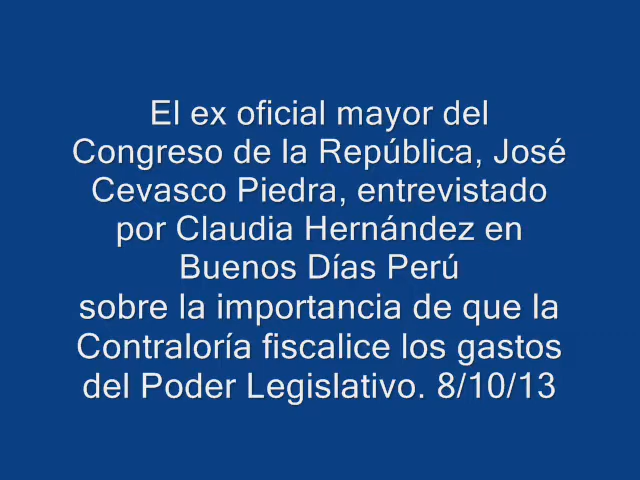 El ex oficial mayor del
Congreso de la República, José
Cevasco Piedra, entrevistado
por Claudia Hernández en
Buenos Días Perú
sobre la importancia de que la
Contraloría fiscalice los gastos
del Poder Legislativo. 8/10/13